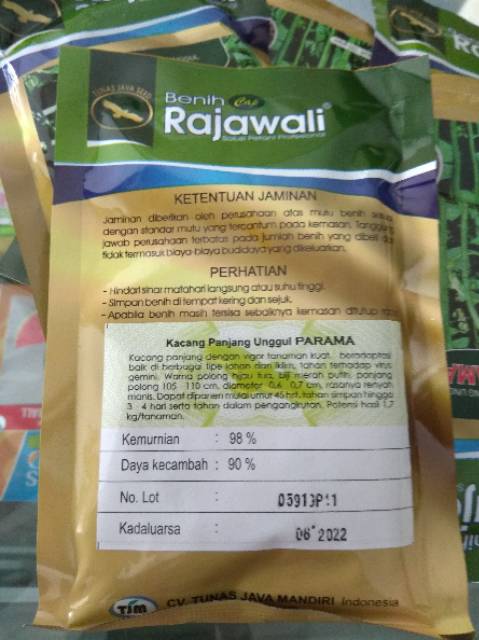 TUNAS JAVA SEED
Benih Cap
Rajawali®
Sobat Petani Profesional
KETENTUAN JAMINAN
Jaminan diberikan oleh perusahaan atas mutu benih sesuai
dengan standar mutu yang tercantum pada kemasan. Tanggung
jawab perusahaan terbatas pada jumlah benih yang dibeli dan
tidak termasuk biaya-biaya budidaya yang dikeluarkan.
PERHATIAN
- Hindari sinar matahari langsung atau suhu tinggi.
- Simpan benih di tempat kering dan sejuk.
- Apabila benih masih tersisa sebaiknya kemasan ditutup
Kacang Panjang Unggul PARAMA
Kacang panjang dengan vigor tanaman kuat, beradaptasi
baik di berbagai tipe lahan dan iklim, tahan terhadap virus
gemini. Warna polong hijau tua, biji merah putih, panjang
polong 105 - 110 cm, diameter 0,6 - 0,7 cm, rasanya renyah
manis. Dapat dipanen mulai umur 45 hst, tahan simpan hingga
3 - 4 hari serta tahan dalam pengangkutan. Potensi hasil 1,7
kg/tanaman.
Kemurnian : 98 %
Daya kecambah : 90 %
No. Lot :
Kadaluarsa : 06' 2022
TJM CV. TUNAS JAVA MANDIRI Indonesia